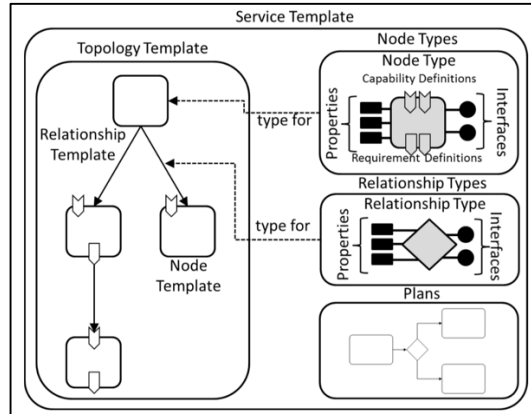 Service Template
Topology Template
Relationship
Template
Node
Template
type for
type for
Node Types
Node Type
Capability Definitions
Properties
Interfaces
Requirement Definitions
Relationship Types
Relationship Type
Properties
Interfaces
Plans